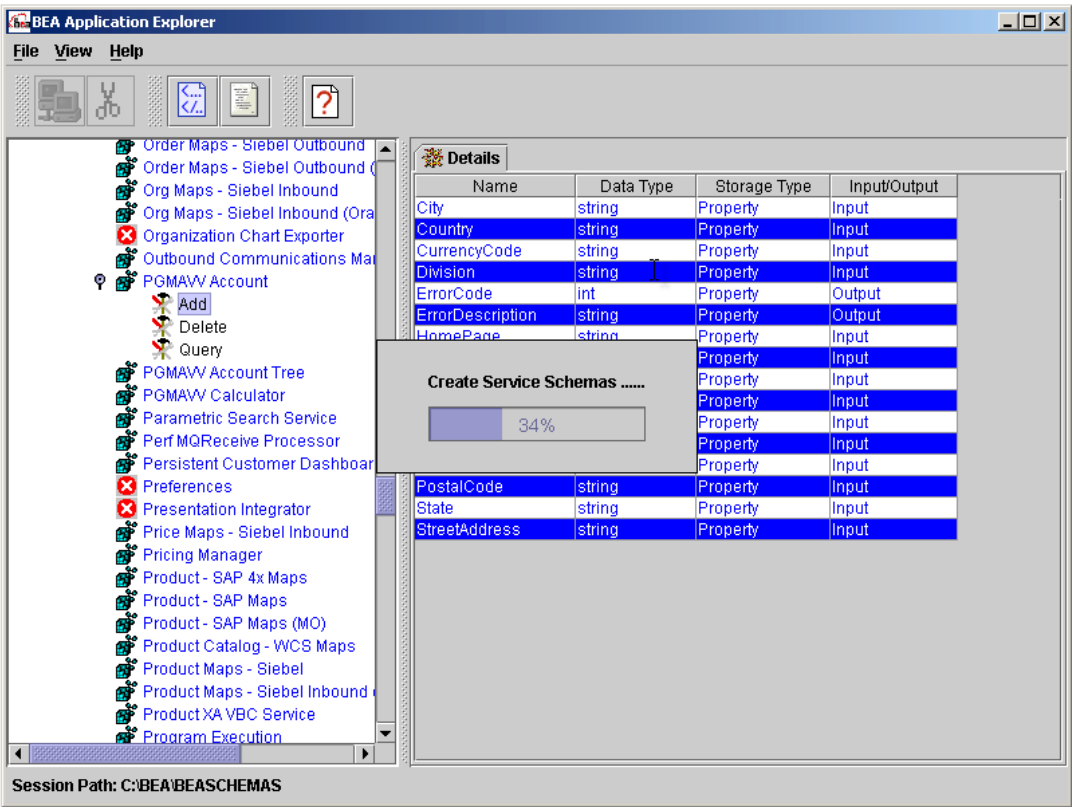 BEA Application Explorer
File View Help
Order Maps - Siebel Outbound
Order Maps - Siebel Outbound (
Org Maps - Siebel Inbound
Org Maps - Siebel Inbound (Ora
Organization Chart Exporter
Outbound Communications Mai
PGMAVV Account
Add
Delete
Query
PGMAVV Account Tree
PGMAVV Calculator
Parametric Search Service
Perf MQReceive Processor
Persistent Customer Dashboar
Preferences
Presentation Integrator
Price Maps - Siebel Inbound
Pricing Manager
Product - SAP 4x Maps
Product - SAP Maps
Product - SAP Maps (MO)
Product Catalog - WCS Maps
Product Maps - Siebel
Product Maps - Siebel Inbound
Product XA VBC Service
Program Execution
Details
Name Data Type Storage Type Input/Output
City string Property Input
Country string Property Input
CurrencyCode string Property Input
Division string Property Input
ErrorCode int Property Output
ErrorDescription string Property Output
HomePage string Property Input
Property Input
Property Input
Property Input
Property Input
Property Input
Property Input
PostalCode string Property Input
State string Property Input
StreetAddress string Property Input
Create Service Schemas ......
34%
Session Path: C:\BEA\BEASCHEMAS